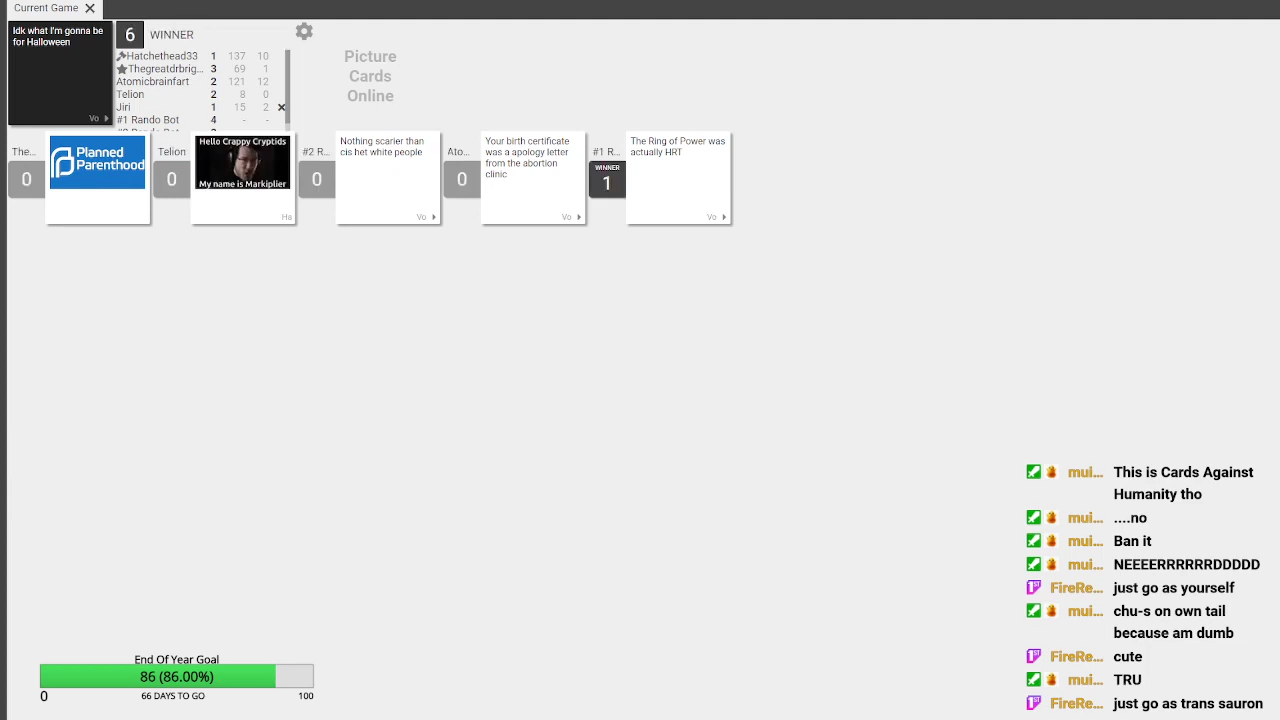 Current Game
Idk what I'm gonna be
for Halloween
Vo
6 WINNER
Hatchethead33 1 137 10
Thegreatdrbrig... 3 69 1
Atomicbrainfart 2 121 12
Telion 2 8 0
Jiri 1 15 2
#1 Rando Bot 4 - -
Picture
Cards
Online
The...
0
Planned
Parenthood
Telion
0
Hello Crappy Cryptids
My name is Markiplier
Ha
#2 R...
0
Nothing scarier than
cis het white people
Vo
Ato...
0
Your birth certificate
was a apology letter
from the abortion
clinic
Vo
#1 R...
WINNER
1
The Ring of Power was
actually HRT
Vo
mui... This is Cards Against
Humanity tho
mui... ....no
mui... Ban it
mui... NEEEERRRRRRDDDDD
FireRe... just go as yourself
mui... chu-s on own tail
because am dumb
FireRe... cute
mui... TRU
FireRe... just go as trans sauron
End Of Year Goal
86 (86.00%)
0 66 DAYS TO GO 100